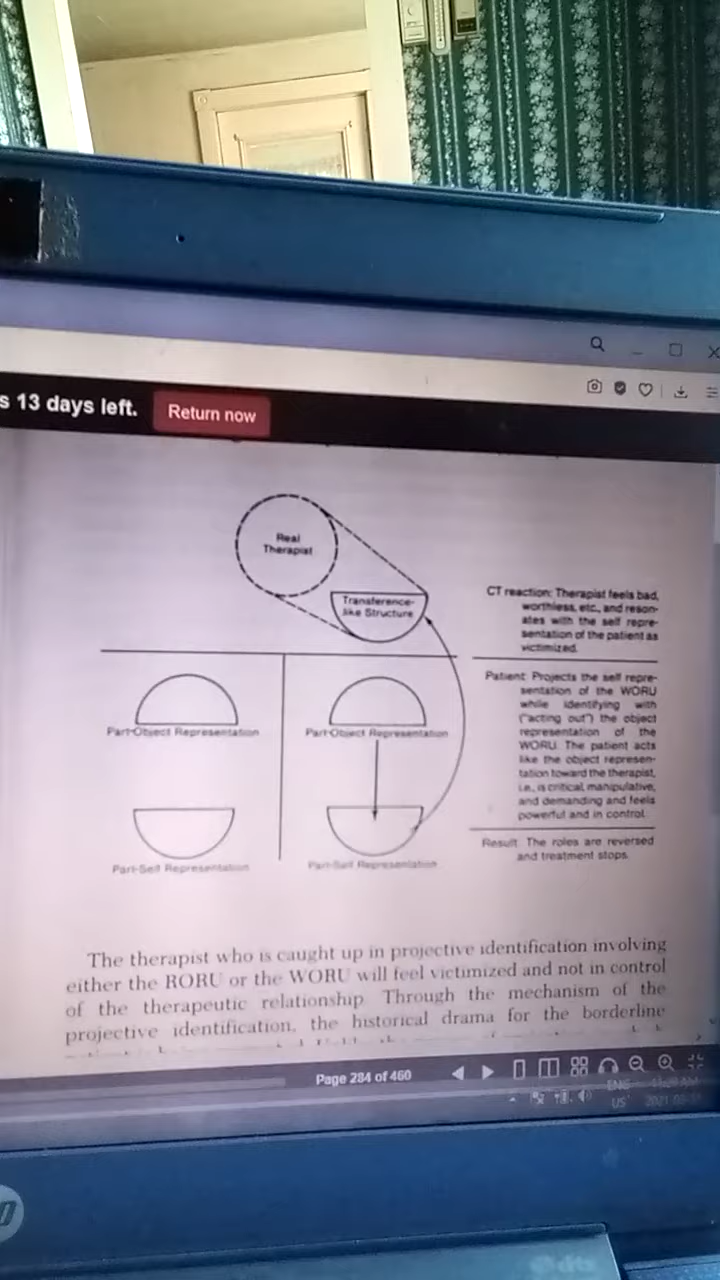 s 13 days left.
Return now
Real
Therapist
Transference-
like Structure
Part-Object Representation
Part-Object Representation
Part-Self Representation
Part-Self Representation
CT reaction: Therapist feels bad,
worthless, etc., and reson-
ates with the self repre-
sentation of the patient as
victimized.
Patient: Projects the self repre-
sentation of the WORU
while identifying with
("acting out") the object
representation of the
WORU. The patient acts
like the object represen-
tation toward the therapist,
i.e., is critical, manipulative,
and demanding and feels
powerful and in control.
Result: The roles are reversed
and treatment stops.
The therapist who is caught up in projective identification involving
either the RORU or the WORU will feel victimized and not in control
of the therapeutic relationship. Through the mechanism of the
projective identification, the historical drama for the borderline
Page 284 of 460
ENG
US
dts